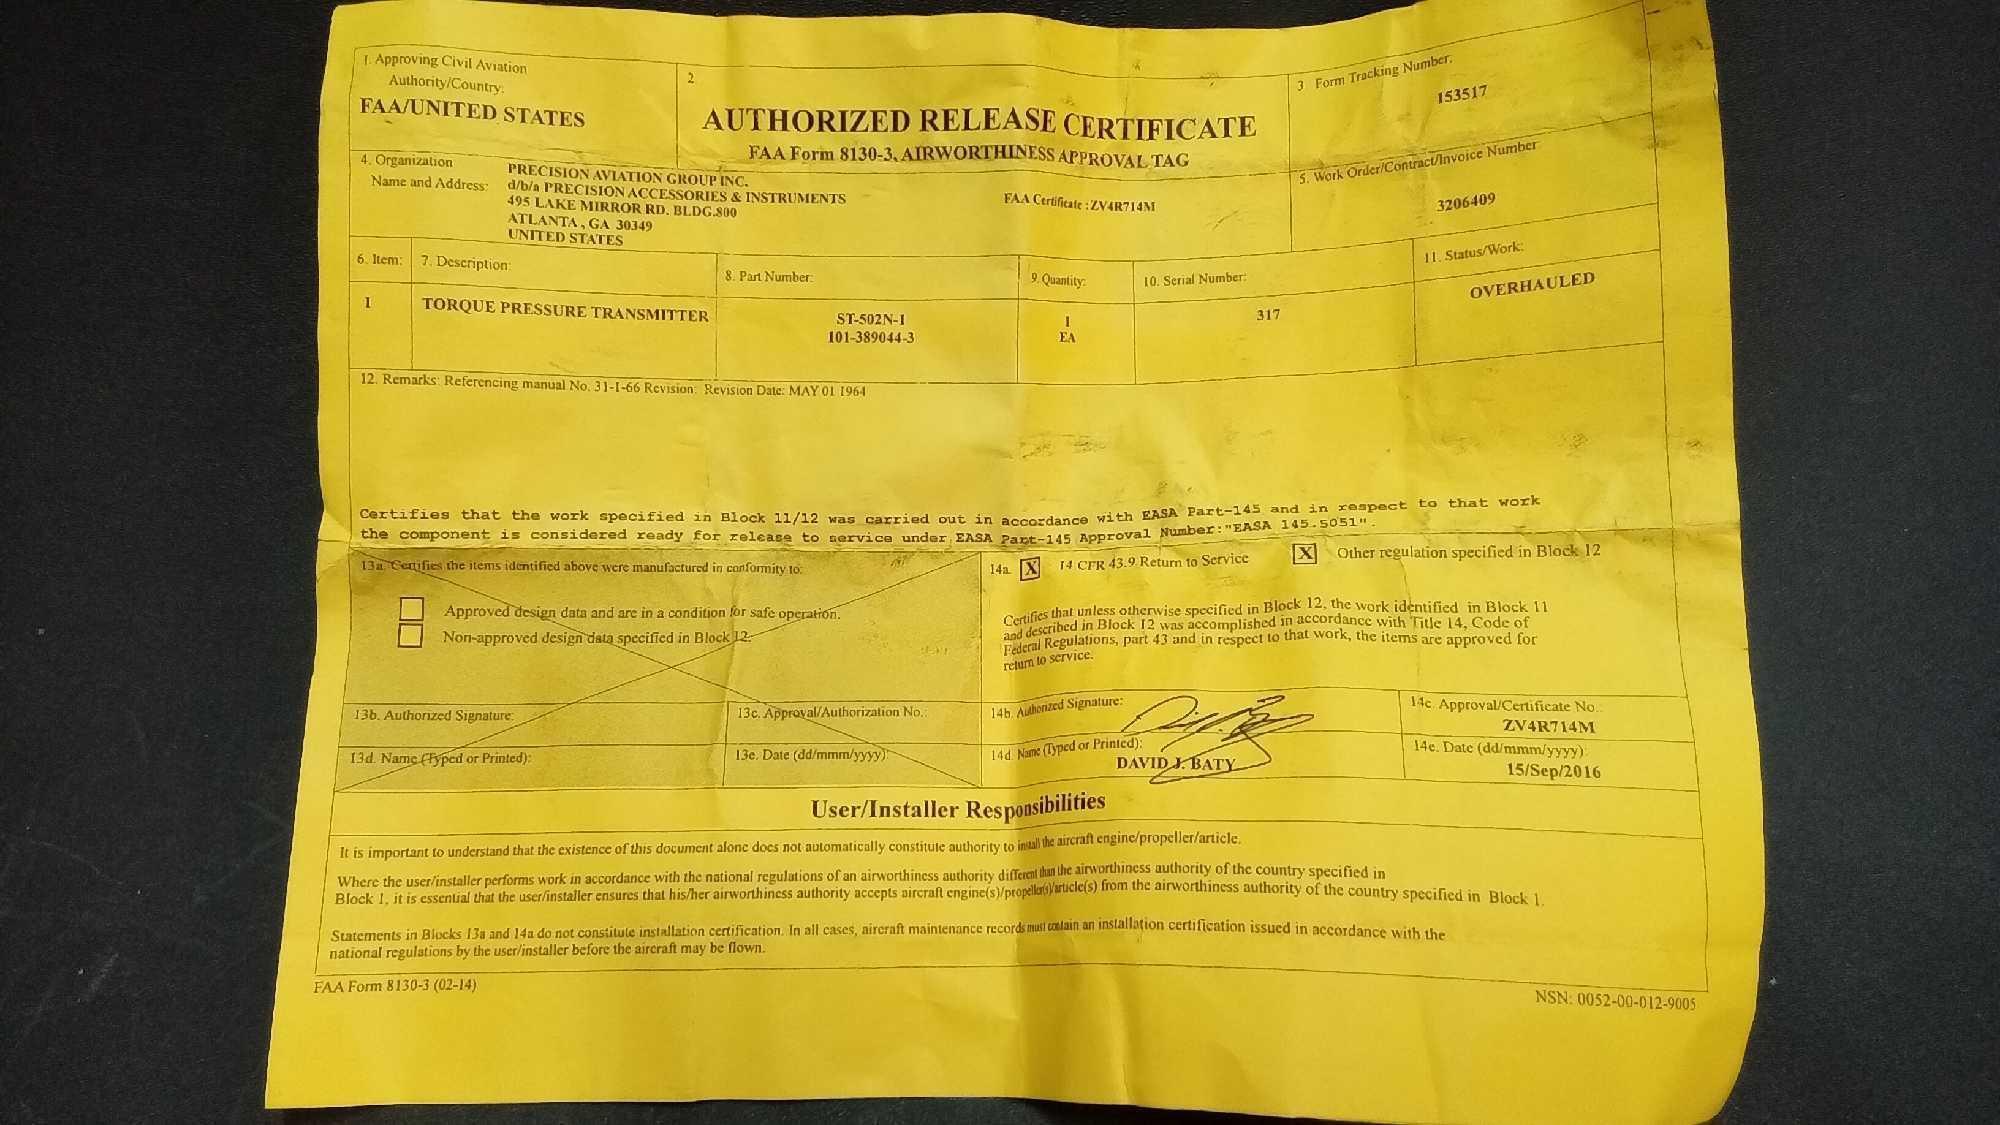 1. Approving Civil Aviation
Authority/Country:
FAA/UNITED STATES
2
AUTHORIZED RELEASE CERTIFICATE
FAA Form 8130-3, AIRWORTHINESS APPROVAL TAG
3 Form Tracking Number:
153517
4. Organization
Name and Address:
PRECISION AVIATION GROUP INC.
d/b/a PRECISION ACCESSORIES & INSTRUMENTS
495 LAKE MIRROR RD. BLDG.800
ATLANTA , GA 30349
UNITED STATES
FAA Certificate : ZV4R714M
5. Work Order/Contract/Invoice Number
3206409
6. Item:
7. Description:
8. Part Number:
9. Quantity:
10. Serial Number:
11. Status/Work:
1
TORQUE PRESSURE TRANSMITTER
ST-502N-1
101-389044-3
1
EA
317
OVERHAULED
12. Remarks: Referencing manual No. 31-1-66 Revision: Revision Date: MAY 01 1964
Certifies that the work specified in Block 11/12 was carried out in accordance with EASA Part-145 and in respect to that work
the component is considered ready for release to service under EASA Part-145 Approval Number:"EASA 145.5051".
13a. Certifies the items identified above were manufactured in conformity to:
Approved design data and are in a condition for safe operation.
Non-approved design data specified in Block 12.
14a. X 14 CFR 43.9 Return to Service X Other regulation specified in Block 12
Certifies that unless otherwise specified in Block 12, the work identified in Block 11
and described in Block 12 was accomplished in accordance with Title 14, Code of
Federal Regulations, part 43 and in respect to that work, the items are approved for
return to service.
13b. Authorized Signature:
13c. Approval/Authorization No.:
14b. Authorized Signature:
14c. Approval/Certificate No.:
ZV4R714M
13d. Name (Typed or Printed):
13e. Date (dd/mmm/yyyy):
14d. Name (Typed or Printed):
DAVID J. BATY
14e. Date (dd/mmm/yyyy):
15/Sep/2016
User/Installer Responsibilities
It is important to understand that the existence of this document alone does not automatically constitute authority to install the aircraft engine/propeller/article.
Where the user/installer performs work in accordance with the national regulations of an airworthiness authority different than the airworthiness authority of the country specified in
Block 1, it is essential that the user/installer ensures that his/her airworthiness authority accepts aircraft engine(s)/propeller(s)/article(s) from the airworthiness authority of the country specified in Block 1.
Statements in Blocks 13a and 14a do not constitute installation certification. In all cases, aircraft maintenance records must contain an installation certification issued in accordance with the
national regulations by the user/installer before the aircraft may be flown.
FAA Form 8130-3 (02-14)
NSN: 0052-00-012-9005